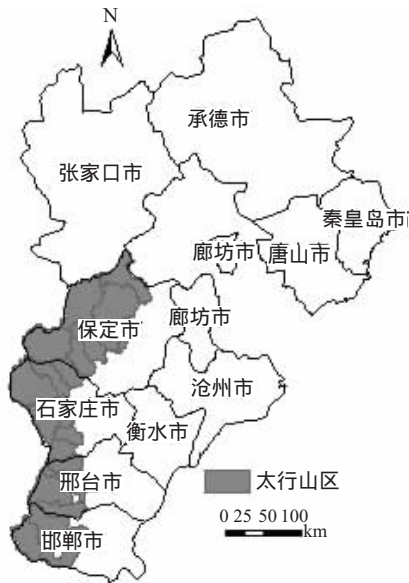 N
承德市
张家口市
秦皇岛市
廊坊市
唐山市
保定市
廊坊市
沧州市
石家庄市
衡水市
邢台市
太行山区
邯郸市
0 25 50 100
km